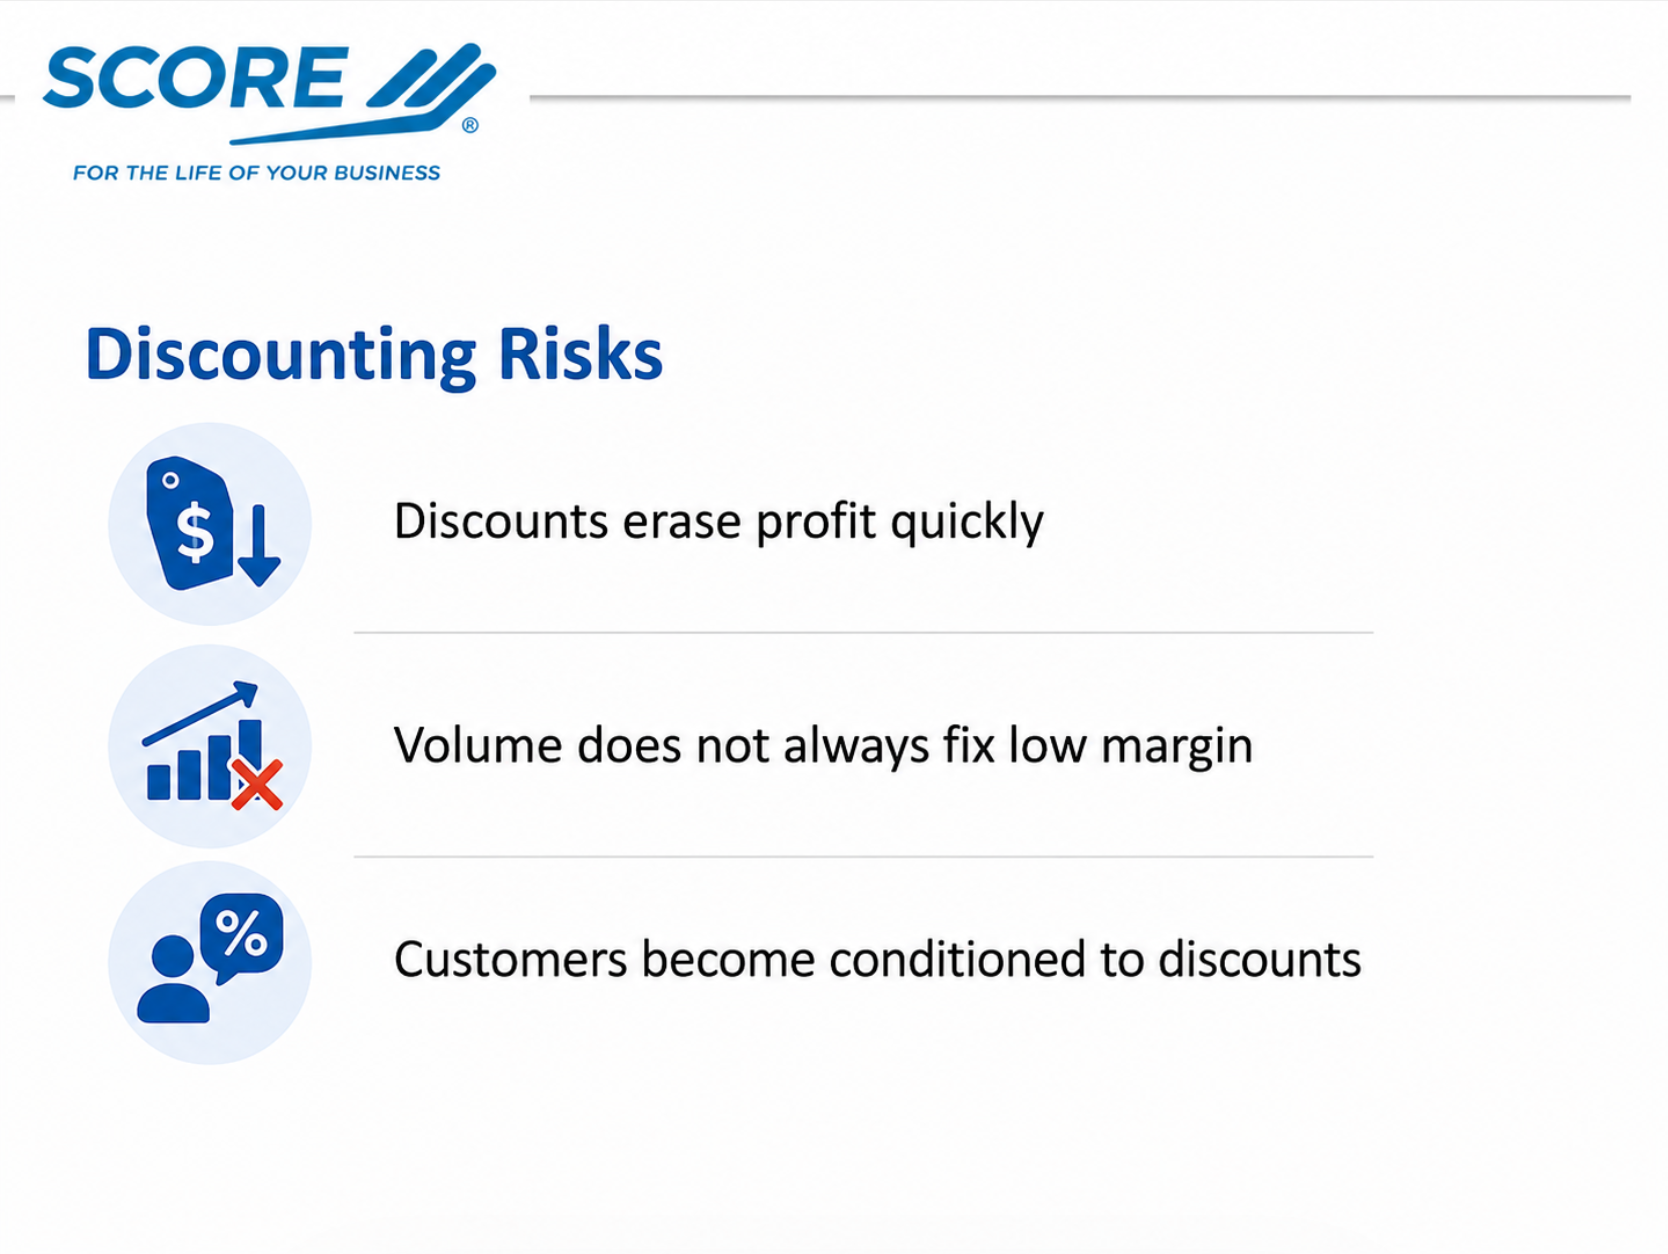 SCORE
®
FOR THE LIFE OF YOUR BUSINESS
Discounting Risks
$
Discounts erase profit quickly
Volume does not always fix low margin
%
Customers become conditioned to discounts